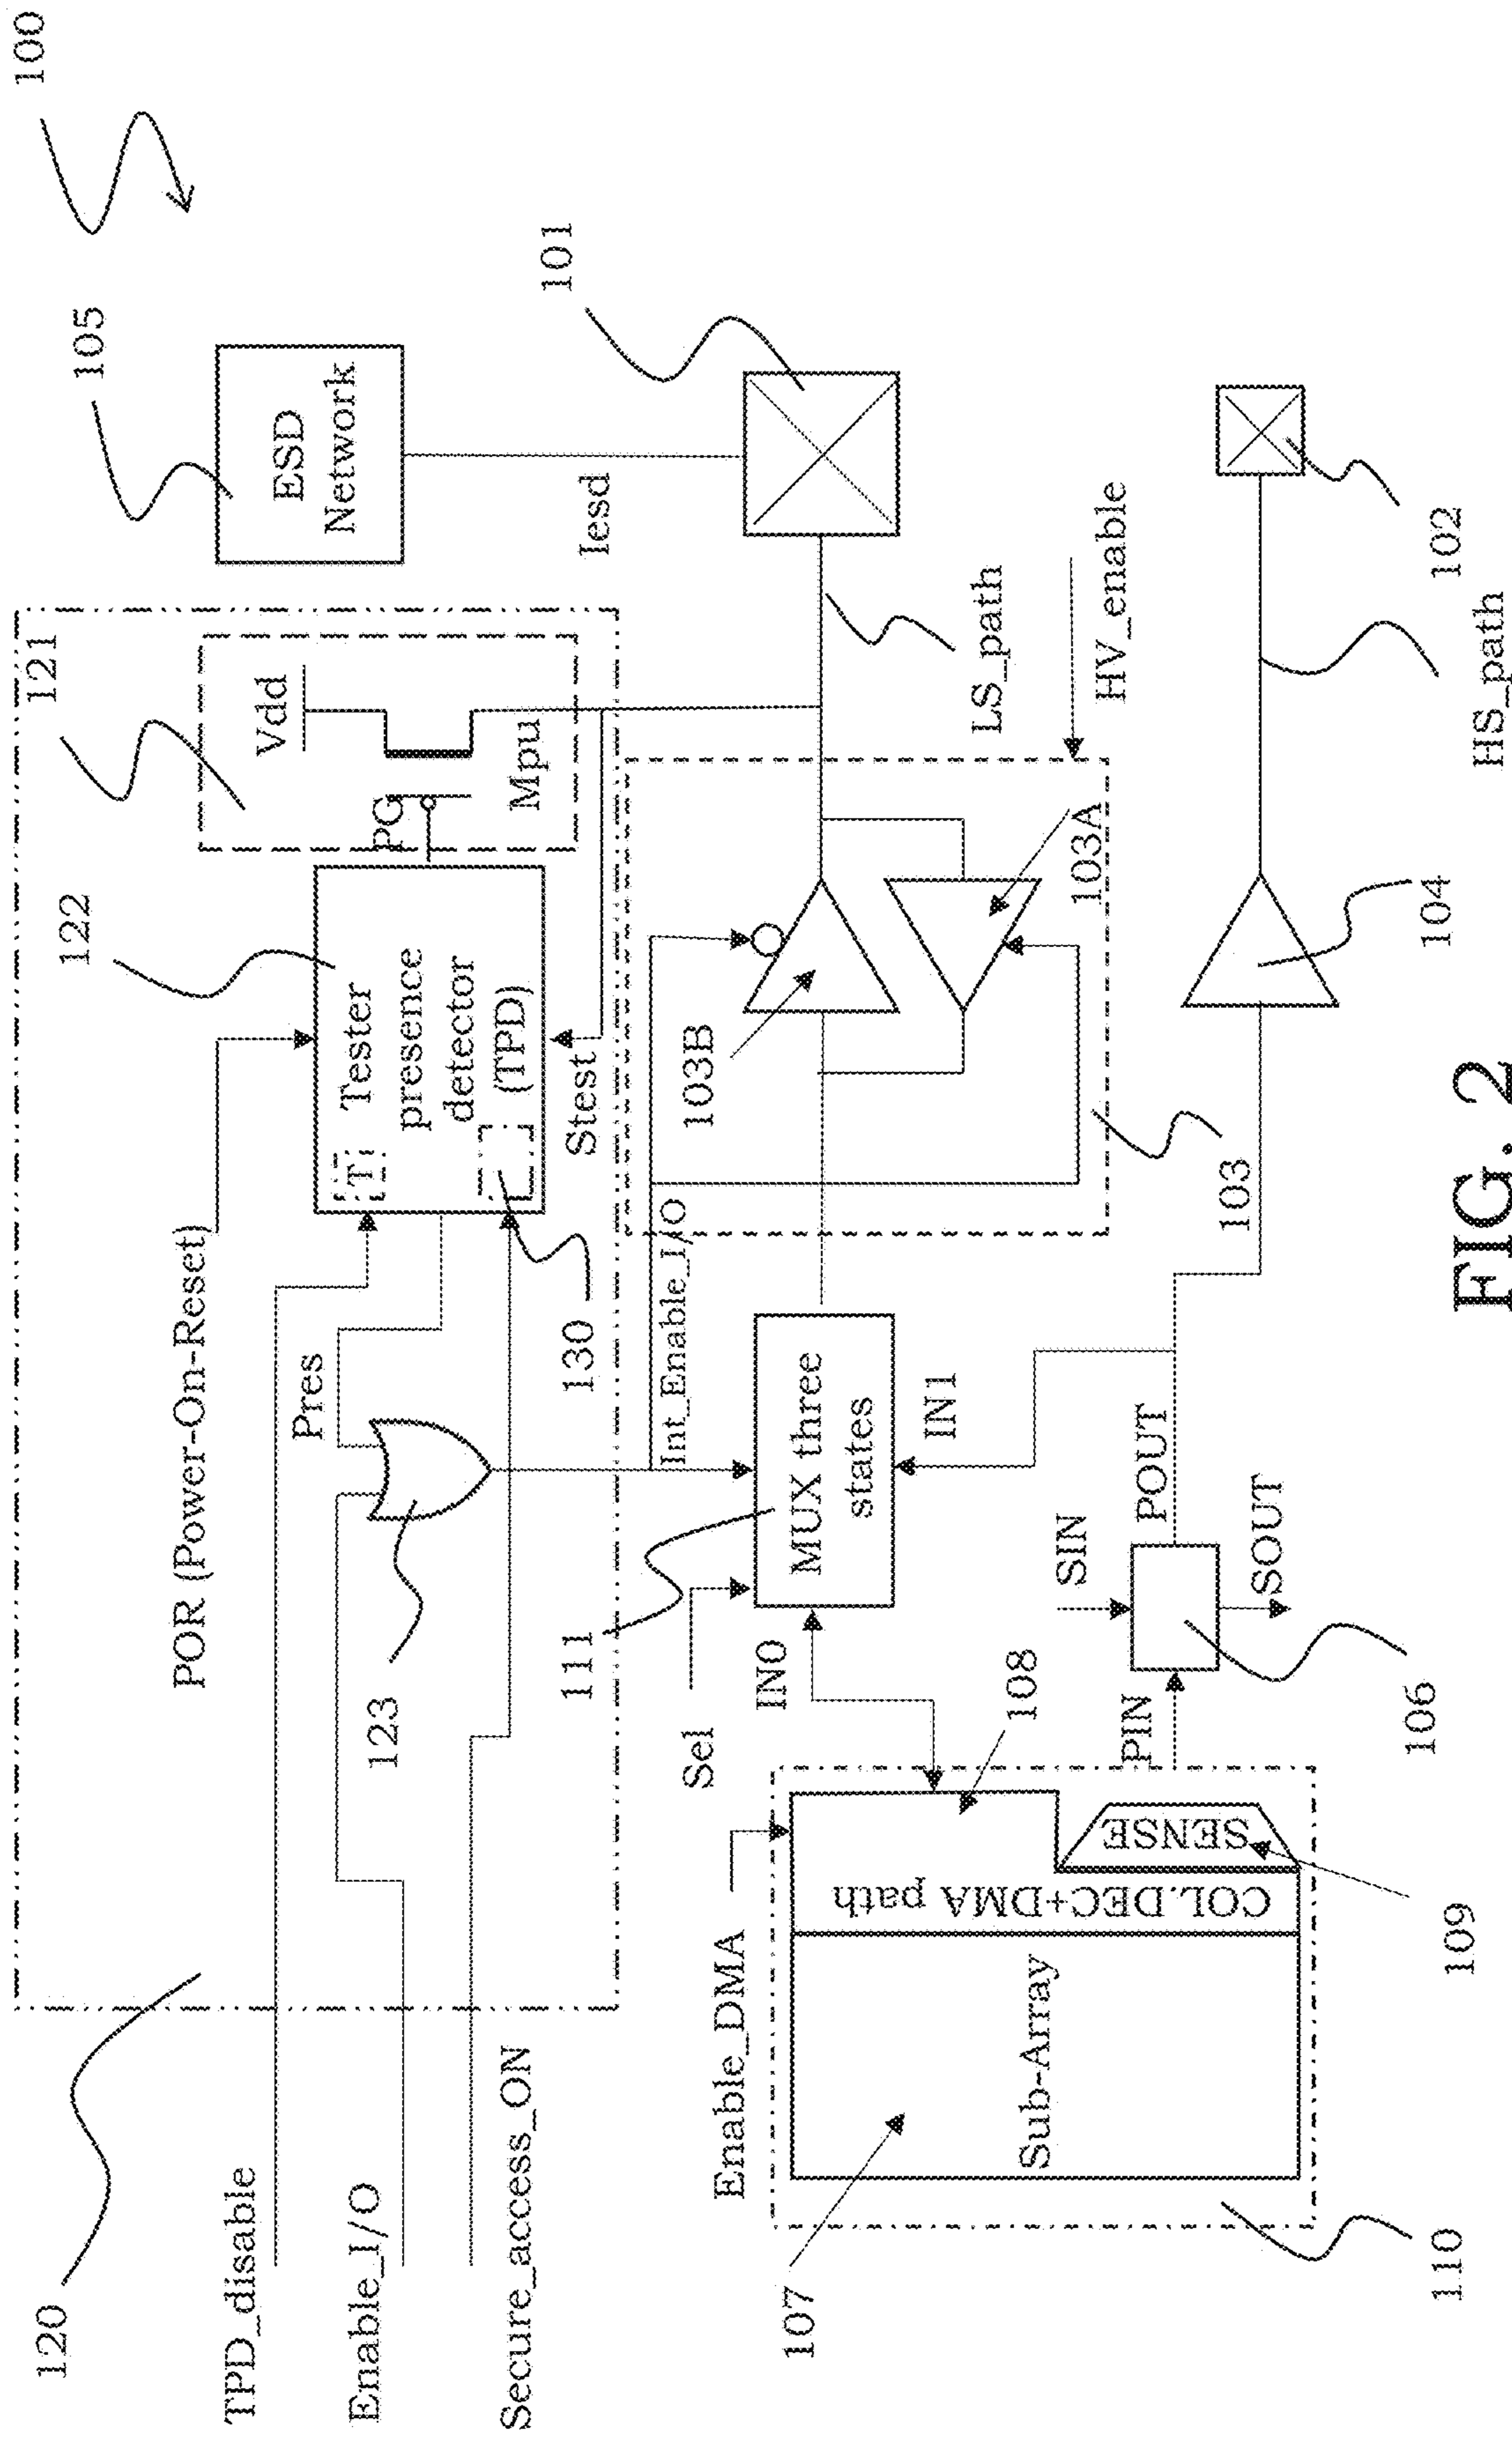 100
105
ESD
Network
101
Iesd
102
120
121
Vdd
PG
Mpu
122
Tester
presence
detector
(TPD)
T
130
Stest
POR (Power-On-Reset)
Pres
123
TPD_disable
Enable_I/O
Secure_access_ON
Int_Enable_I/O
LS_path
HV_enable
HS_path
103A
103B
103
104
111
MUX three
states
Sel
IN0
IN1
SIN
POUT
SOUT
PIN
106
Enable_DMA
108
SENSE
COL.DEC+DMA path
109
Sub-Array
107
110
FIG. 2